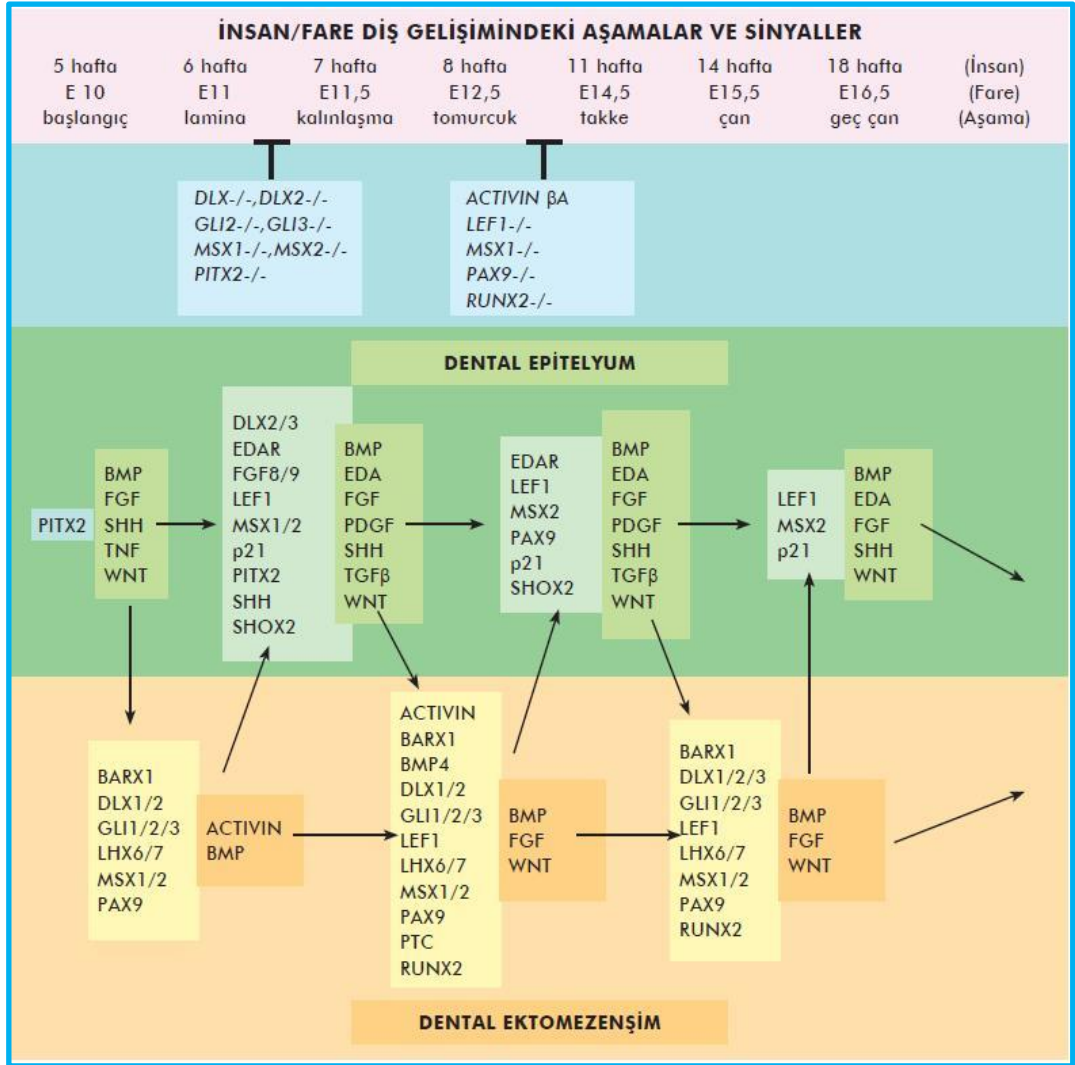 İNSAN/FARE DİŞ GELİŞİMİNDEKİ AŞAMALAR VE SİNYALLER
5 hafta
E 10
başlangıç
6 hafta
E11
lamina
7 hafta
E11,5
kalınlaşma
8 hafta
E12,5
tomurcuk
11 hafta
E14,5
takke
14 hafta
E15,5
çan
18 hafta
E16,5
geç çan
(İnsan)
(Fare)
(Aşama)
DLX-/-,DLX2-/-
GLI2-/-,GLI3-/-
MSX1-/-,MSX2-/-
PITX2-/-
ACTIVIN βA
LEF1-/-
MSX1-/-
PAX9-/-
RUNX2-/-
DENTAL EPİTELYUM
PITX2
BMP
FGF
SHH
TNF
WNT
DLX2/3
EDAR
FGF8/9
LEF1
MSX1/2
p21
PITX2
SHH
SHOX2
BMP
EDA
FGF
PDGF
SHH
TGFβ
WNT
EDAR
LEF1
MSX2
PAX9
p21
SHOX2
BMP
EDA
FGF
PDGF
SHH
TGFβ
WNT
LEF1
MSX2
p21
BMP
EDA
FGF
SHH
WNT
BARX1
DLX1/2
GLI1/2/3
LHX6/7
MSX1/2
PAX9
ACTIVIN
BMP
ACTIVIN
BARX1
BMP4
DLX1/2
GLI1/2/3
LEF1
LHX6/7
MSX1/2
PAX9
PTC
RUNX2
BMP
FGF
WNT
BARX1
DLX1/2/3
GLI1/2/3
LEF1
LHX6/7
MSX1/2
PAX9
RUNX2
BMP
FGF
WNT
DENTAL EKTOMEZENŞİM